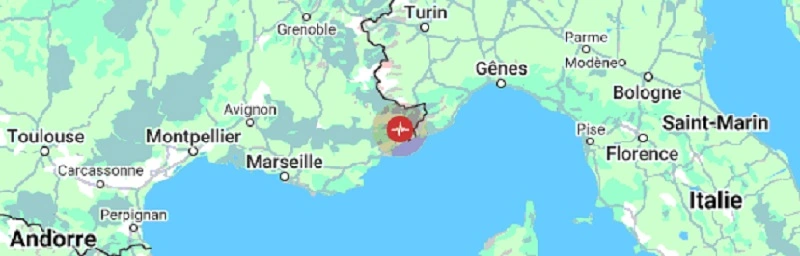 Turin
Grenoble
Parme
Modène
Gênes
Bologne
Avignon
Toulouse
Montpellier
Pise
Saint-Marin
Florence
Marseille
Carcassonne
Italie
Perpignan
Andorre